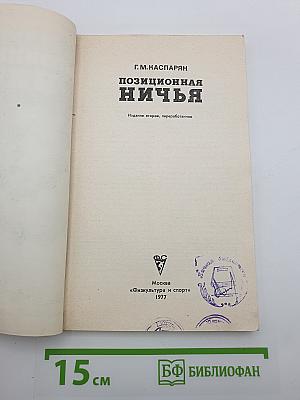 Г. М. КАСПАРЯН
ПОЗИЦИОННАЯ
НИЧЬЯ
Издание второе, переработанное
Москва
«Физкультура и спорт»
1977
15 см
БФ БИБЛИОФАН